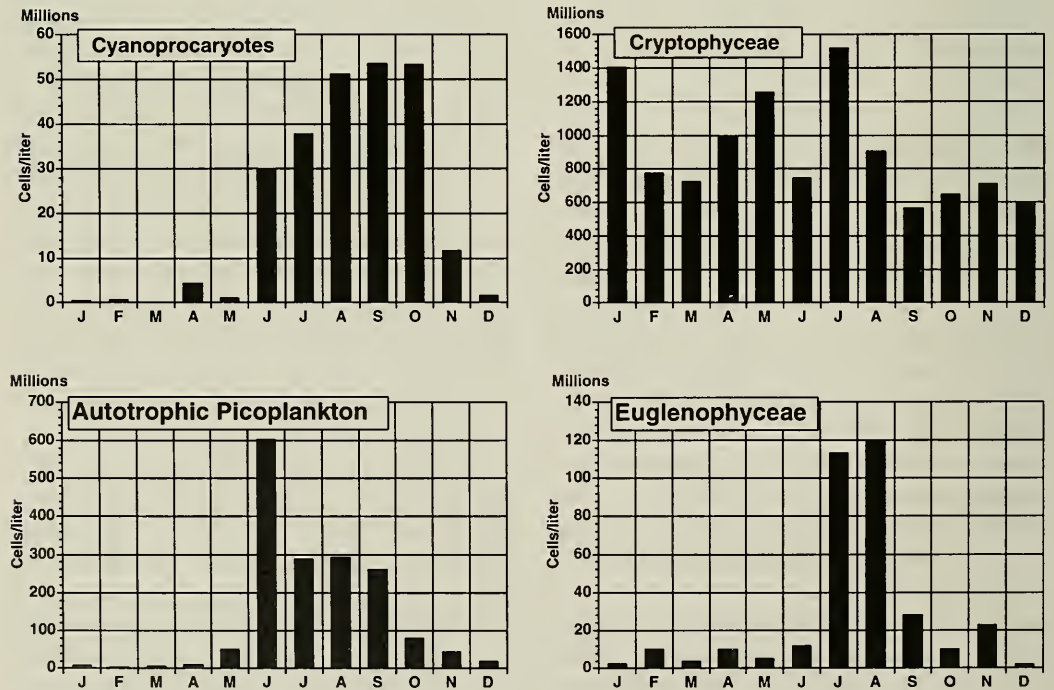 Millions
Cyanoprocaryotes
60
50
40
30
20
10
0
Cells/liter
J F M A M J J A S O N D
Millions
Cryptophyceae
1600
1400
1200
1000
800
600
400
200
0
Cells/liter
J F M A M J J A S O N D
Millions
Autotrophic Picoplankton
700
600
500
400
300
200
100
0
Cells/liter
J F M A M J J A S O N D
Millions
Euglenophyceae
140
120
100
80
60
40
20
0
Cells/liter
J F M A M J J A S O N D